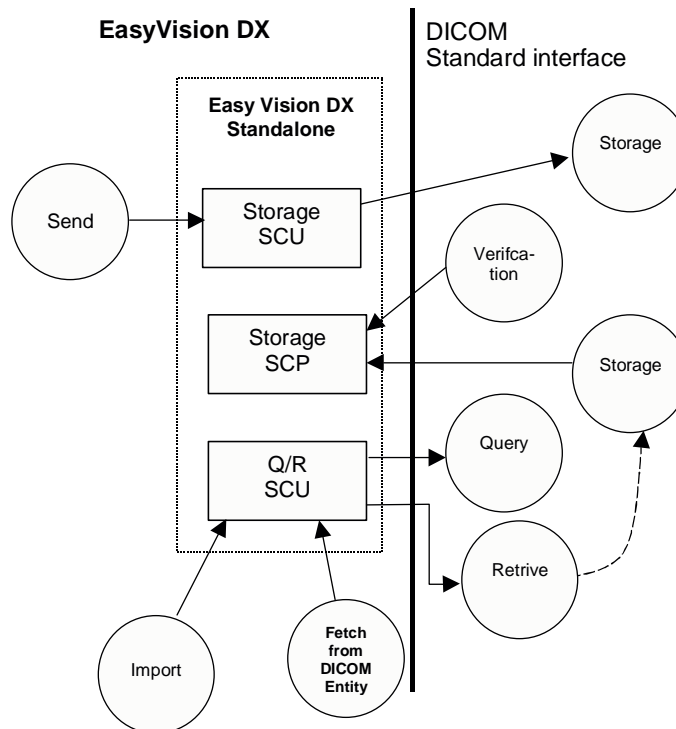 EasyVision DX
DICOM
Standard interface
Easy Vision DX
Standalone
Storage
Send
Storage
SCU
Verifca-
tion
Storage
SCP
Storage
Query
Q/R
SCU
Retrive
Import
Fetch
from
DICOM
Entity